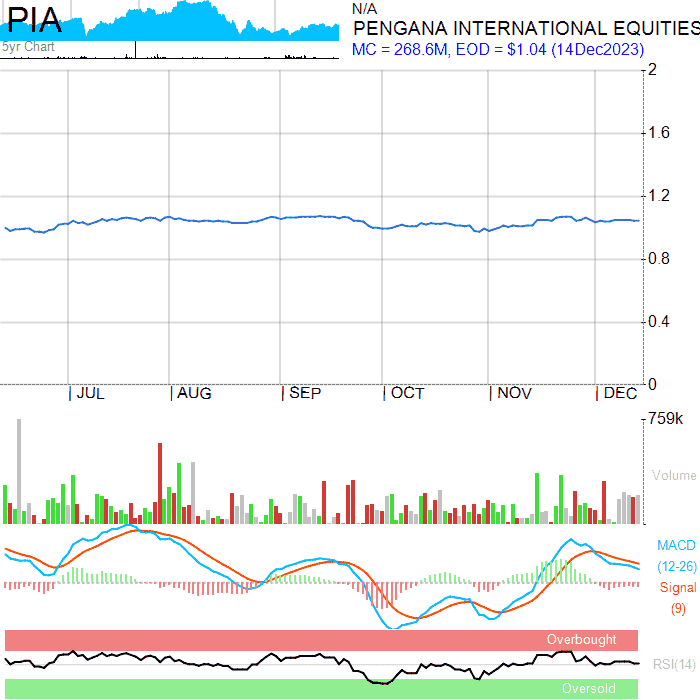 PIA
5yr Chart
N/A
PENGANA INTERNATIONAL EQUITIES
MC = 268.6M, EOD = $1.04 (14Dec2023)
2
1.6
1.2
0.8
0.4
0
JUL AUG SEP OCT NOV DEC
759k
Volume
MACD
(12-26)
Signal
(9)
Overbought
RSI(14)
Oversold